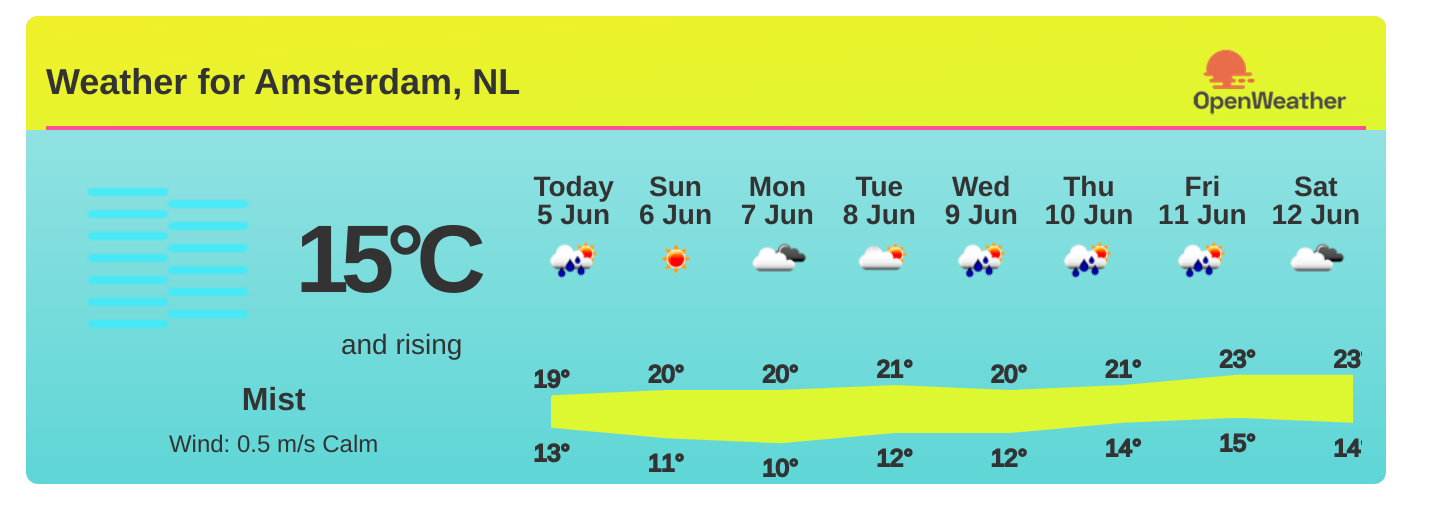 Weather for Amsterdam, NL
OpenWeather
15°C
and rising
Mist
Wind: 0.5 m/s Calm
Today Sun Mon Tue Wed Thu Fri Sat
5 Jun 6 Jun 7 Jun 8 Jun 9 Jun 10 Jun 11 Jun 12 Jun
19° 20° 20° 21° 20° 21° 23° 23°
13° 11° 10° 12° 12° 14° 15° 14°